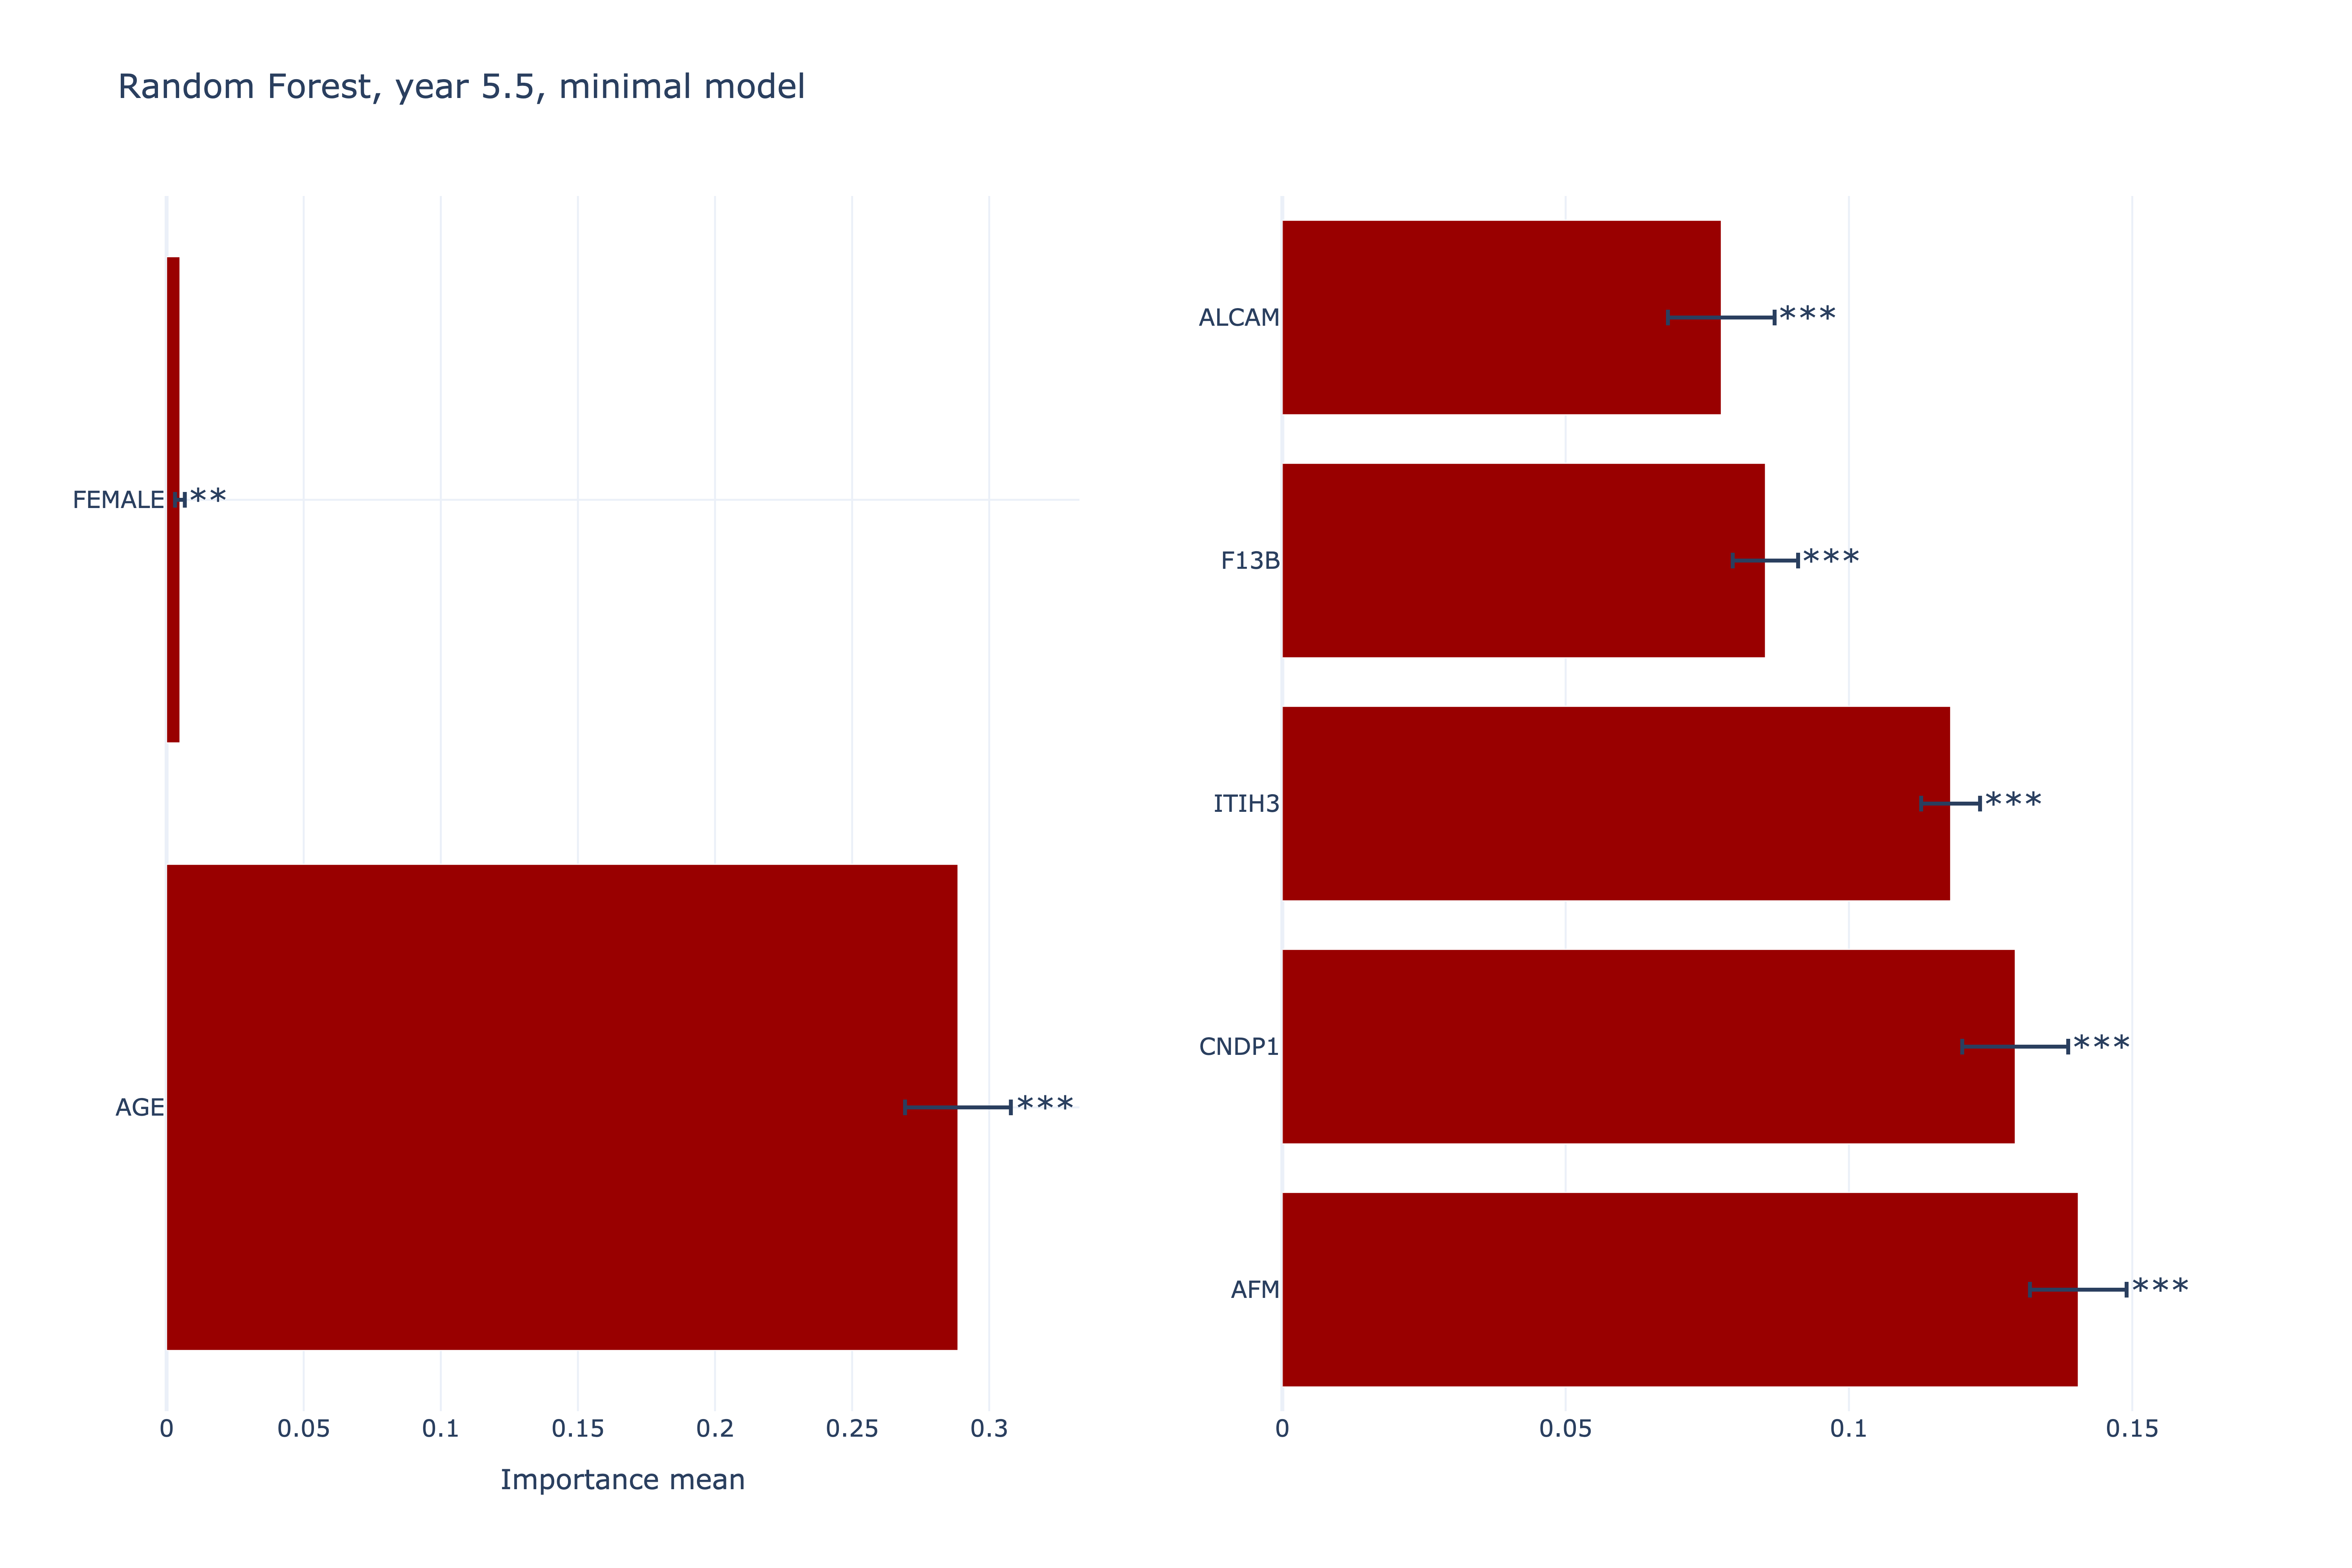 Random Forest, year 5.5, minimal model
FEMALE
**
AGE
***
0 0.05 0.1 0.15 0.2 0.25 0.3
Importance mean
ALCAM
***
F13B
***
ITIH3
***
CNDP1
***
AFM
***
0 0.05 0.1 0.15